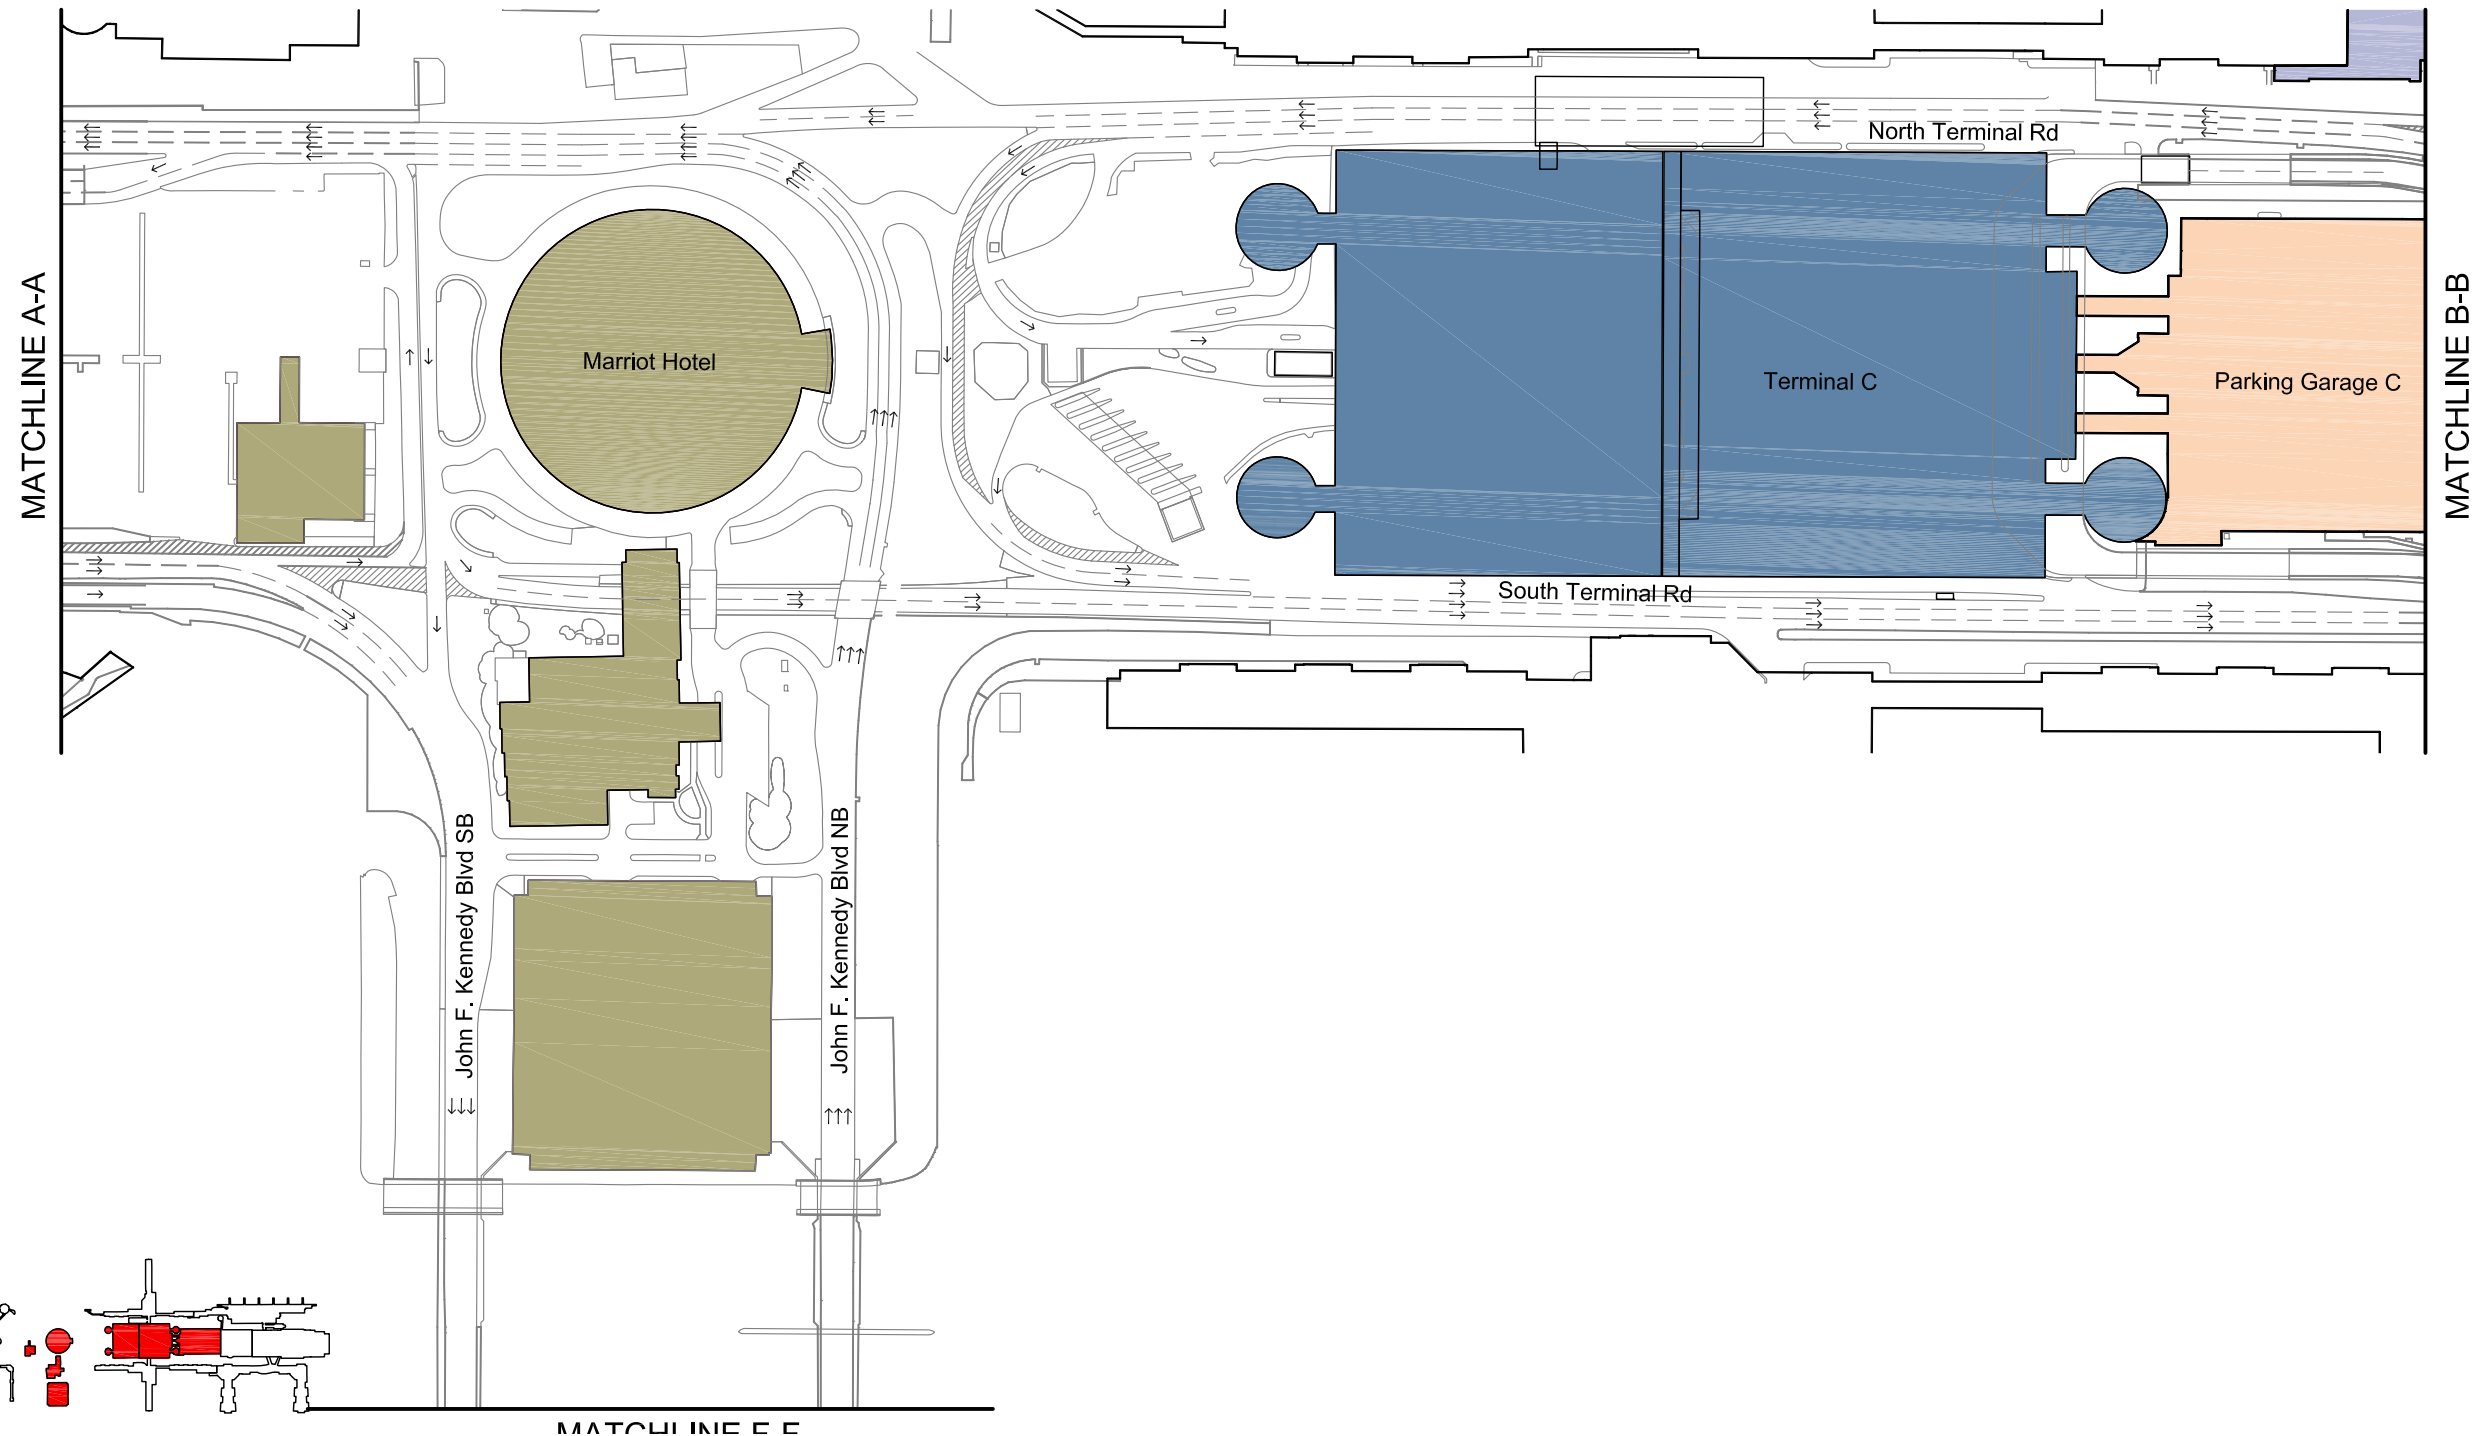 North Terminal Rd
MATCHLINE A-A
MATCHLINE B-B
Marriot Hotel
Terminal C
Parking Garage C
South Terminal Rd
John F. Kennedy Blvd SB
John F. Kennedy Blvd NB